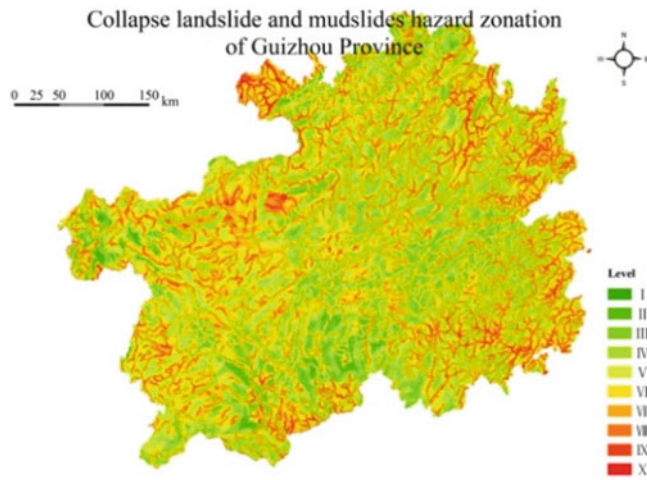 Collapse landslide and mudslides hazard zonation
of Guizhou Province
N
S
0 25 50 100 150 km
Level
I
II
III
IV
V
VI
VII
VIII
IX
X